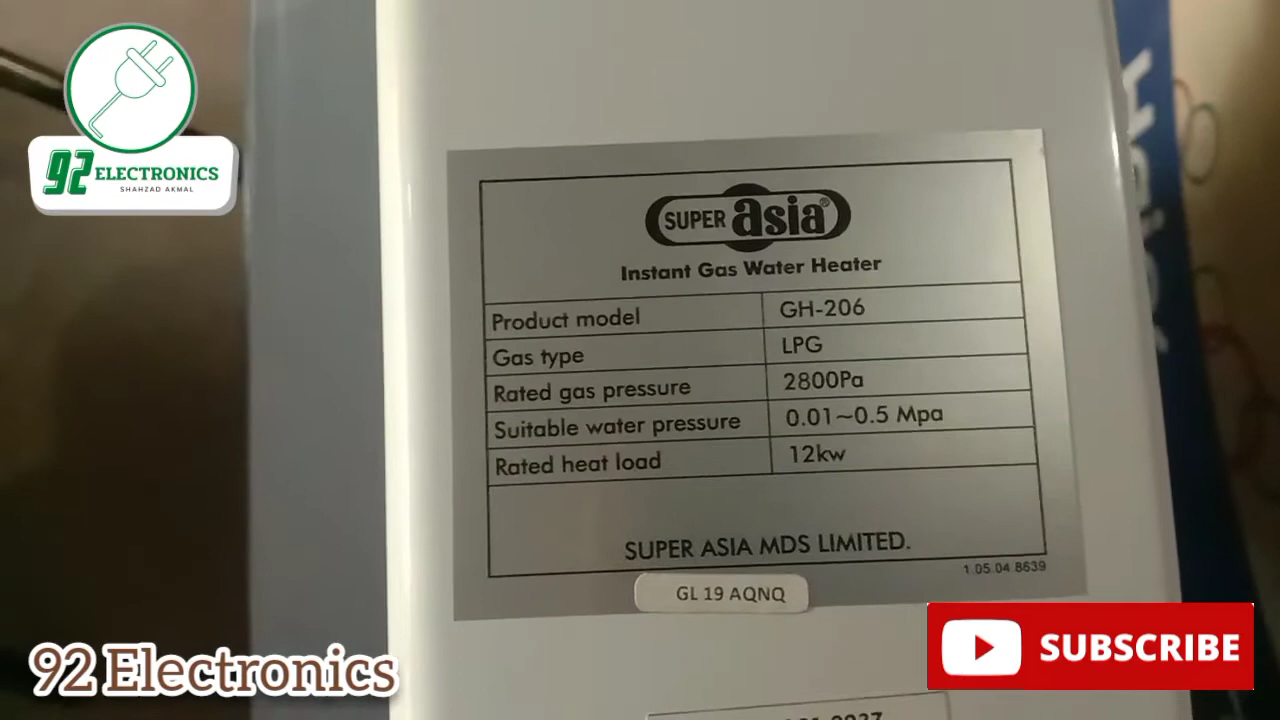 92 ELECTRONICS
SHAHZAD AKMAL
SUPER asia®
Instant Gas Water Heater
Product model GH-206
Gas type LPG
Rated gas pressure 2800Pa
Suitable water pressure 0.01~0.5 Mpa
Rated heat load 12kw
SUPER ASIA MDS LIMITED.
1.05.04.8639
GL 19 AQNQ
92 Electronics
SUBSCRIBE